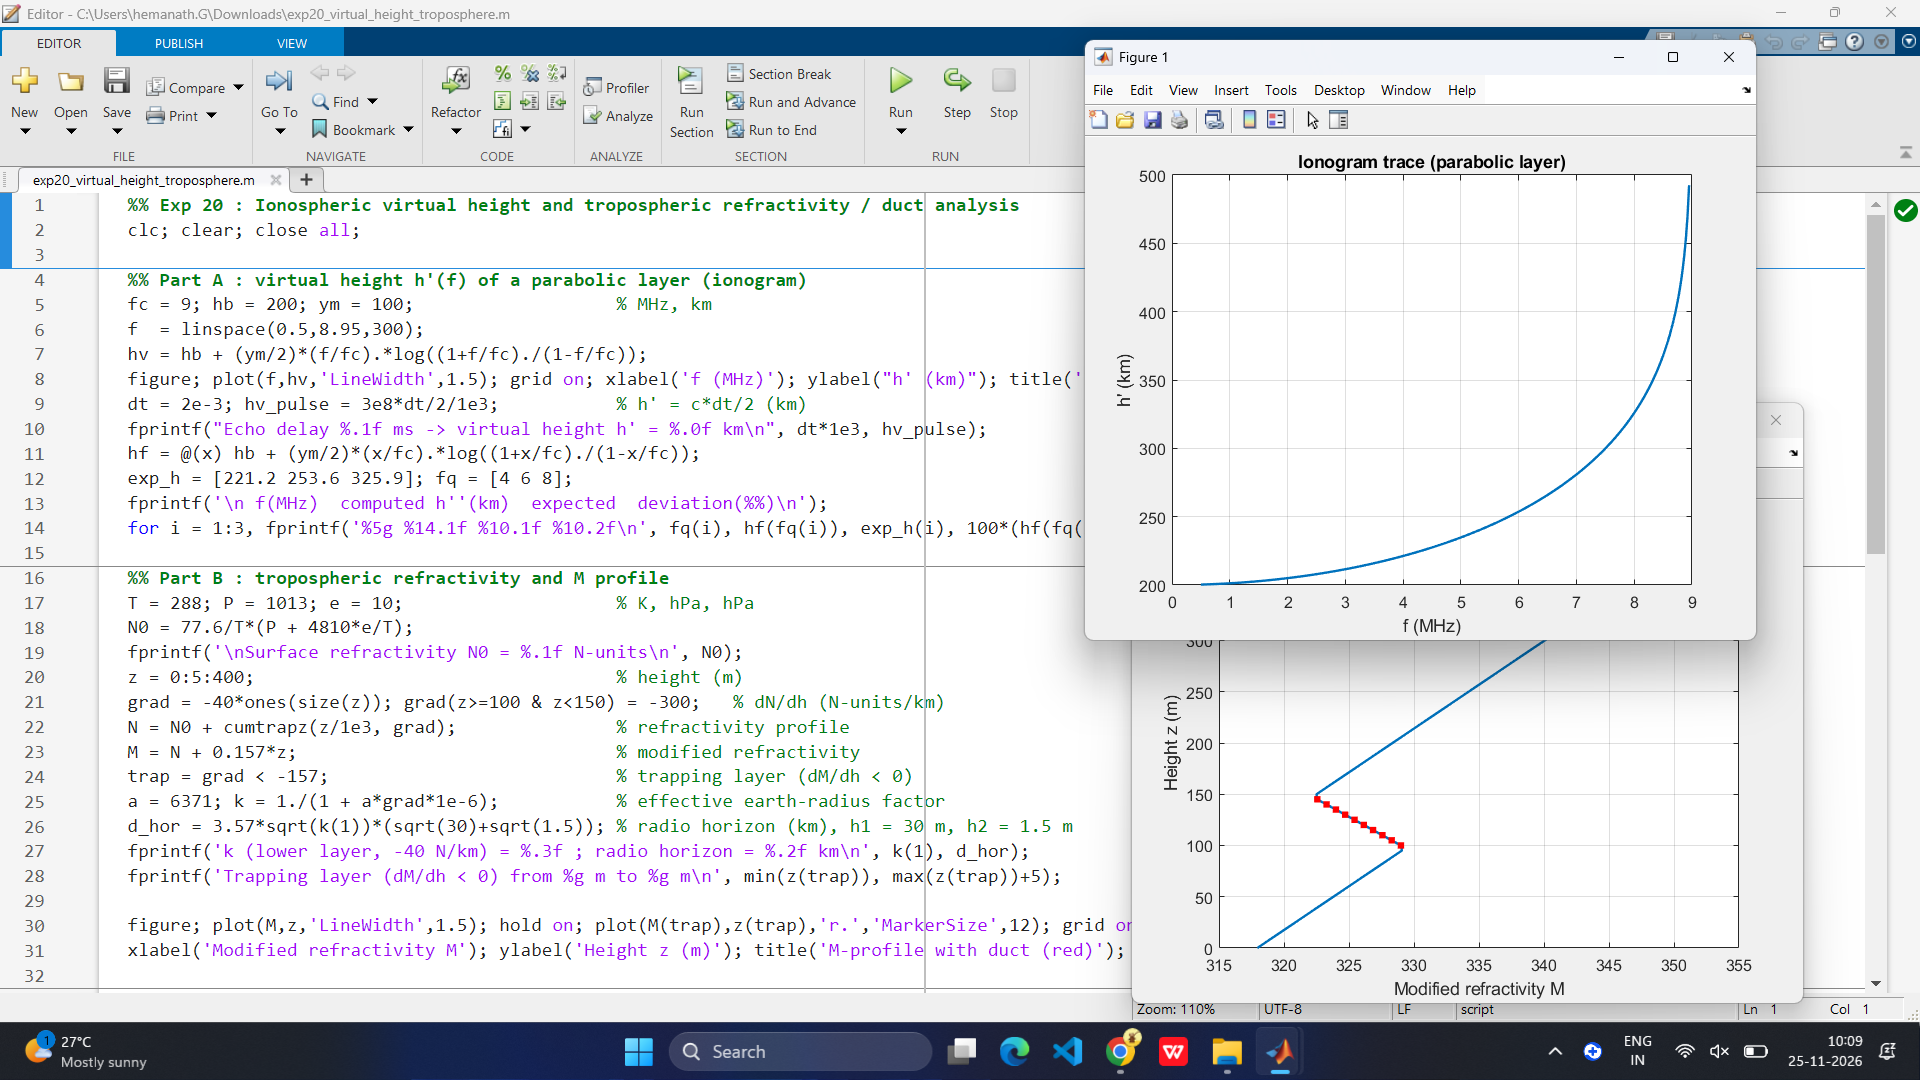 Editor - C:\Users\hemanath.G\Downloads\exp20_virtual_height_troposphere.m
EDITOR PUBLISH VIEW
New Open Save Compare Print
FILE
Go To Find Bookmark
NAVIGATE
Refactor
CODE
Profiler
Analyze
ANALYZE
Run Section
Section Break
Run and Advance
Run to End
SECTION
Run Step Stop
RUN
exp20_virtual_height_troposphere.m
1 %% Exp 20 : Ionospheric virtual height and tropospheric refractivity / duct analysis
2 clc; clear; close all;
3
4 %% Part A : virtual height h'(f) of a parabolic layer (ionogram)
5 fc = 9; hb = 200; ym = 100; % MHz, km
6 f = linspace(0.5,8.95,300);
7 hv = hb + (ym/2)*(f/fc).*log((1+f/fc)./(1-f/fc));
8 figure; plot(f,hv,'LineWidth',1.5); grid on; xlabel('f (MHz)'); ylabel("h' (km)"); title('
9 dt = 2e-3; hv_pulse = 3e8*dt/2/1e3; % h' = c*dt/2 (km)
10 fprintf("Echo delay %.1f ms -> virtual height h' = %.0f km\n", dt*1e3, hv_pulse);
11 hf = @(x) hb + (ym/2)*(x/fc).*log((1+x/fc)./(1-x/fc));
12 exp_h = [221.2 253.6 325.9]; fq = [4 6 8];
13 fprintf('\n f(MHz)  computed h''(km)  expected  deviation(%%)\n');
14 for i = 1:3, fprintf('%5g %14.1f %10.1f %10.2f\n', fq(i), hf(fq(i)), exp_h(i), 100*(hf(fq(
15
16 %% Part B : tropospheric refractivity and M profile
17 T = 288; P = 1013; e = 10; % K, hPa, hPa
18 N0 = 77.6/T*(P + 4810*e/T);
19 fprintf('\nSurface refractivity N0 = %.1f N-units\n', N0);
20 z = 0:5:400; % height (m)
21 grad = -40*ones(size(z)); grad(z>=100 & z<150) = -300; % dN/dh (N-units/km)
22 N = N0 + cumtrapz(z/1e3, grad); % refractivity profile
23 M = N + 0.157*z; % modified refractivity
24 trap = grad < -157; % trapping layer (dM/dh < 0)
25 a = 6371; k = 1./(1 + a*grad*1e-6); % effective earth-radius factor
26 d_hor = 3.57*sqrt(k(1))*(sqrt(30)+sqrt(1.5)); % radio horizon (km), h1 = 30 m, h2 = 1.5 m
27 fprintf('k (lower layer, -40 N/km) = %.3f ; radio horizon = %.2f km\n', k(1), d_hor);
28 fprintf('Trapping layer (dM/dh < 0) from %g m to %g m\n', min(z(trap)), max(z(trap))+5);
29
30 figure; plot(M,z,'LineWidth',1.5); hold on; plot(M(trap),z(trap),'r.','MarkerSize',12); grid on
31 xlabel('Modified refractivity M'); ylabel('Height z (m)'); title('M-profile with duct (red)');
32
Figure 1
File Edit View Insert Tools Desktop Window Help
Ionogram trace (parabolic layer)
500
450
400
350
300
250
200
h' (km)
0 1 2 3 4 5 6 7 8 9
f (MHz)
300
250
200
150
100
50
0
Height z (m)
315 320 325 330 335 340 345 350 355
Modified refractivity M
Zoom: 110% UTF-8 LF script Ln 1 Col 1
1
27°C
Mostly sunny
Search
ENG
IN
10:09
25-11-2026